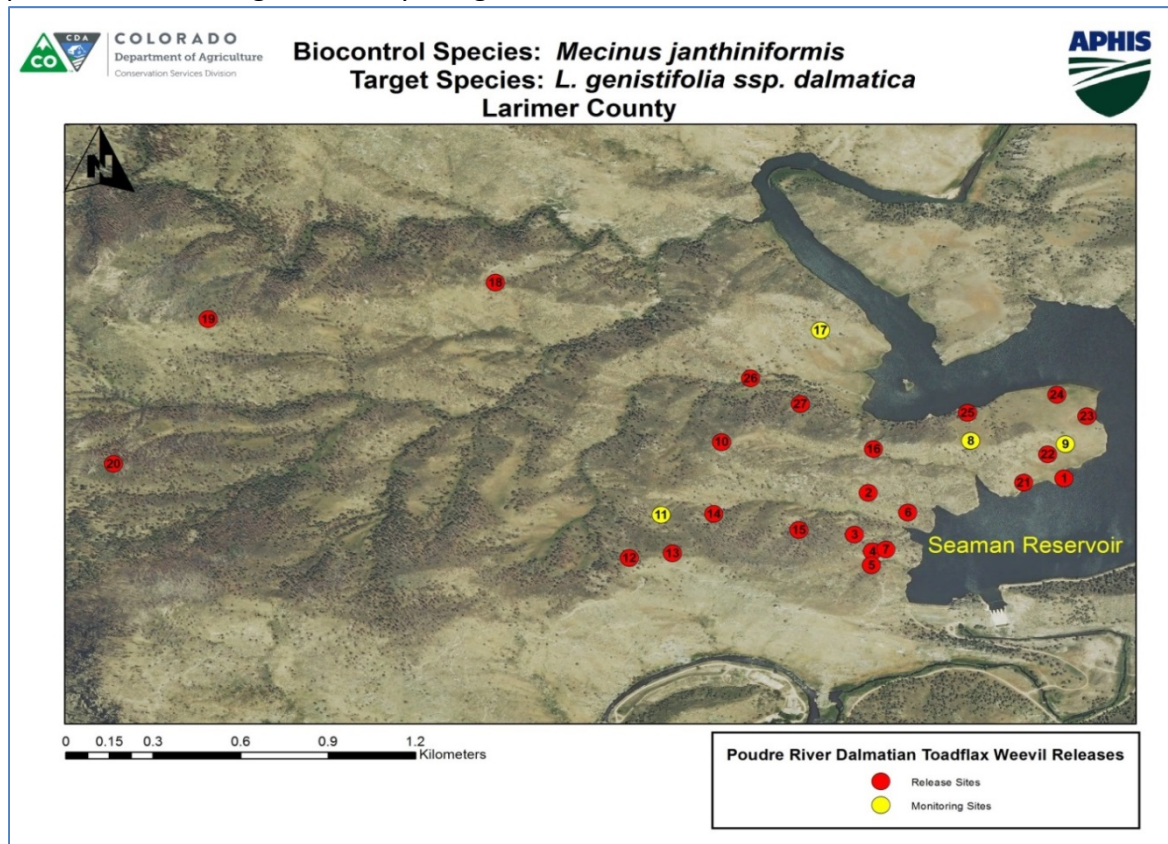 CO
CDA
COLORADO
Department of Agriculture
Conservation Services Division
Biocontrol Species: Mecinus janthiniformis
Target Species: L. genistifolia ssp. dalmatica
Larimer County
APHIS
N
18
19
17
26
24
27
25
23
10
8
9
16
22
20
21
1
2
6
14
11
15
3
Seaman Reservoir
7
4
13
12
5
0 0.15 0.3 0.6 0.9 1.2
Kilometers
Poudre River Dalmatian Toadflax Weevil Releases
Release Sites
Monitoring Sites